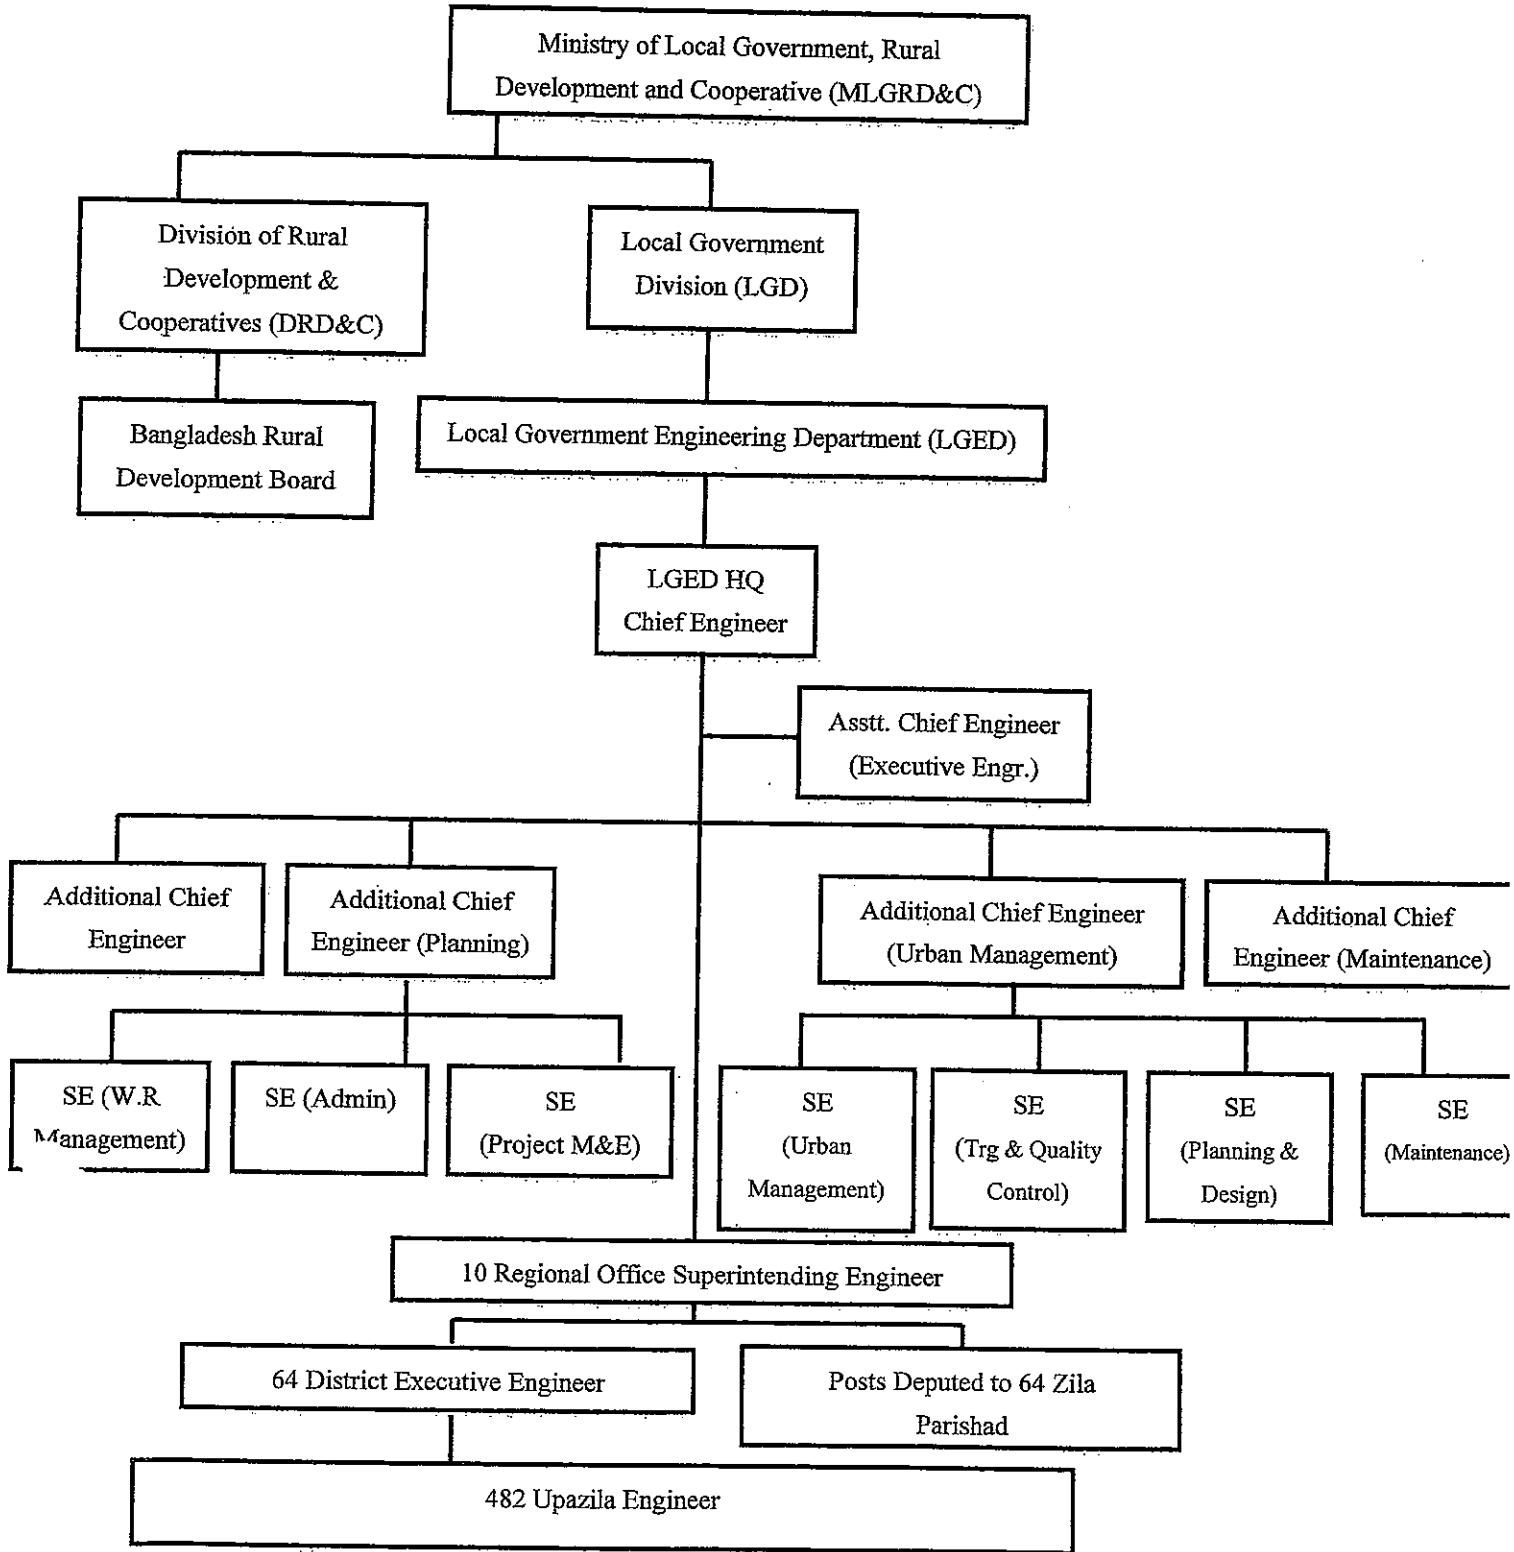 Ministry of Local Government, Rural
Development and Cooperative (MLGRD&C)
Division of Rural
Development &
Cooperatives (DRD&C)
Local Government
Division (LGD)
Bangladesh Rural
Development Board
Local Government Engineering Department (LGED)
LGED HQ
Chief Engineer
Asstt. Chief Engineer
(Executive Engr.)
Additional Chief
Engineer
Additional Chief
Engineer (Planning)
Additional Chief Engineer
(Urban Management)
Additional Chief
Engineer (Maintenance)
SE (W.R
Management)
SE (Admin)
SE
(Project M&E)
SE
(Urban
Management)
SE
(Trg & Quality
Control)
SE
(Planning &
Design)
SE
(Maintenance)
10 Regional Office Superintending Engineer
64 District Executive Engineer
Posts Deputed to 64 Zila
Parishad
482 Upazila Engineer